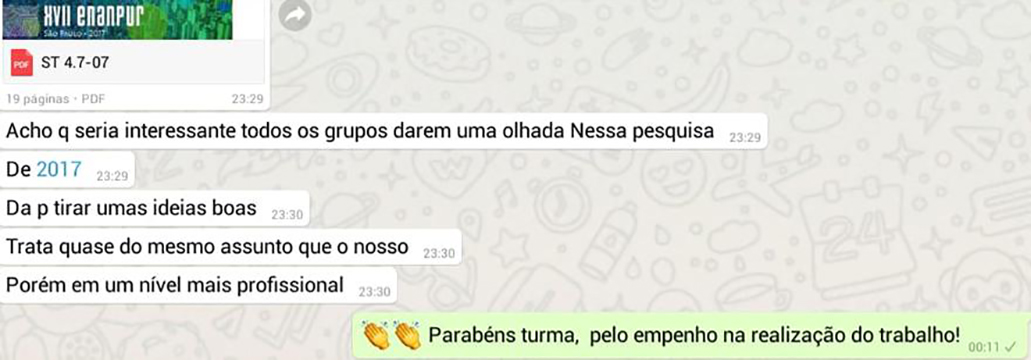 XVII ENANPUR
São Paulo • 2017
PDF ST 4.7-07
19 páginas • PDF 23:29
Acho q seria interessante todos os grupos darem uma olhada Nessa pesquisa 23:29
De 2017 23:29
Da p tirar umas ideias boas 23:30
Trata quase do mesmo assunto que o nosso 23:30
Porém em um nível mais profissional 23:30
👏👏 Parabéns turma, pelo empenho na realização do trabalho! 00:11
24